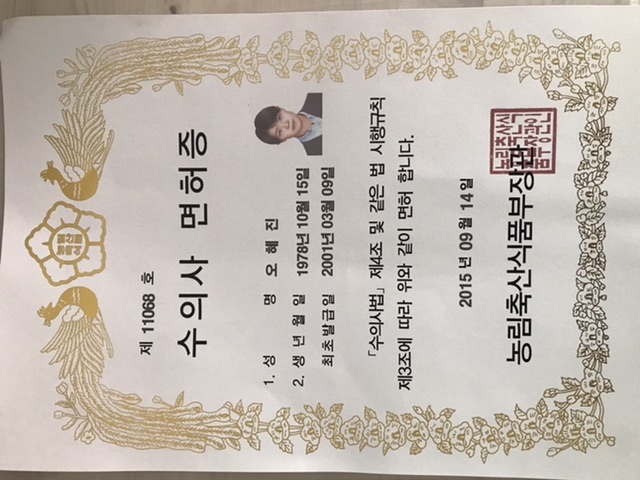 제 11068 호
수의사 면허증
1. 성 명 오 혜 진
2. 생 년 월 일 1978년 10월 15일
최초발급일 2001년 03월 09일
「수의사법」 제4조 및 같은 법 시행규칙
제3조에 따라 위와 같이 면허 합니다.
2015 년 09 월 14 일
농림축산식품부장관